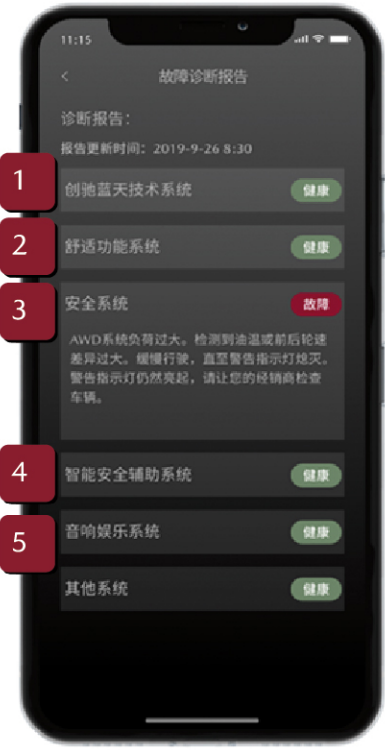 11:15
故障诊断报告
诊断报告：
报告更新时间：2019-9-26 8:30
1
创驰蓝天技术系统
健康
2
舒适功能系统
健康
3
安全系统
故障
AWD系统负荷过大。检测到油温或前后轮速
差异过大。缓慢行驶，直至警告指示灯熄灭。
警告指示灯仍然亮起，请让您的经销商检查
车辆。
4
智能安全辅助系统
健康
5
音响娱乐系统
健康
其他系统
健康